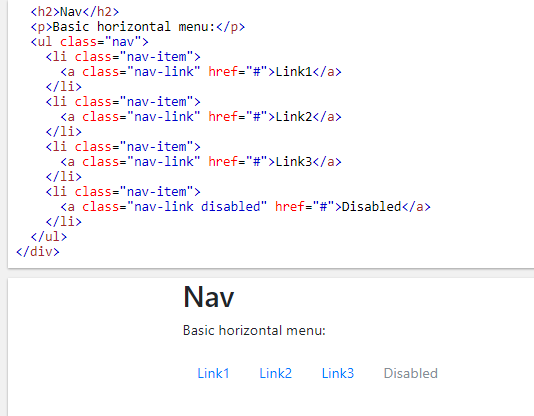 <h2>Nav</h2>
<p>Basic horizontal menu:</p>
<ul class="nav">
<li class="nav-item">
<a class="nav-link" href="#">Link1</a>
</li>
<li class="nav-item">
<a class="nav-link" href="#">Link2</a>
</li>
<li class="nav-item">
<a class="nav-link" href="#">Link3</a>
</li>
<li class="nav-item">
<a class="nav-link disabled" href="#">Disabled</a>
</li>
</ul>
</div>
Nav
Basic horizontal menu:
Link1 Link2 Link3 Disabled